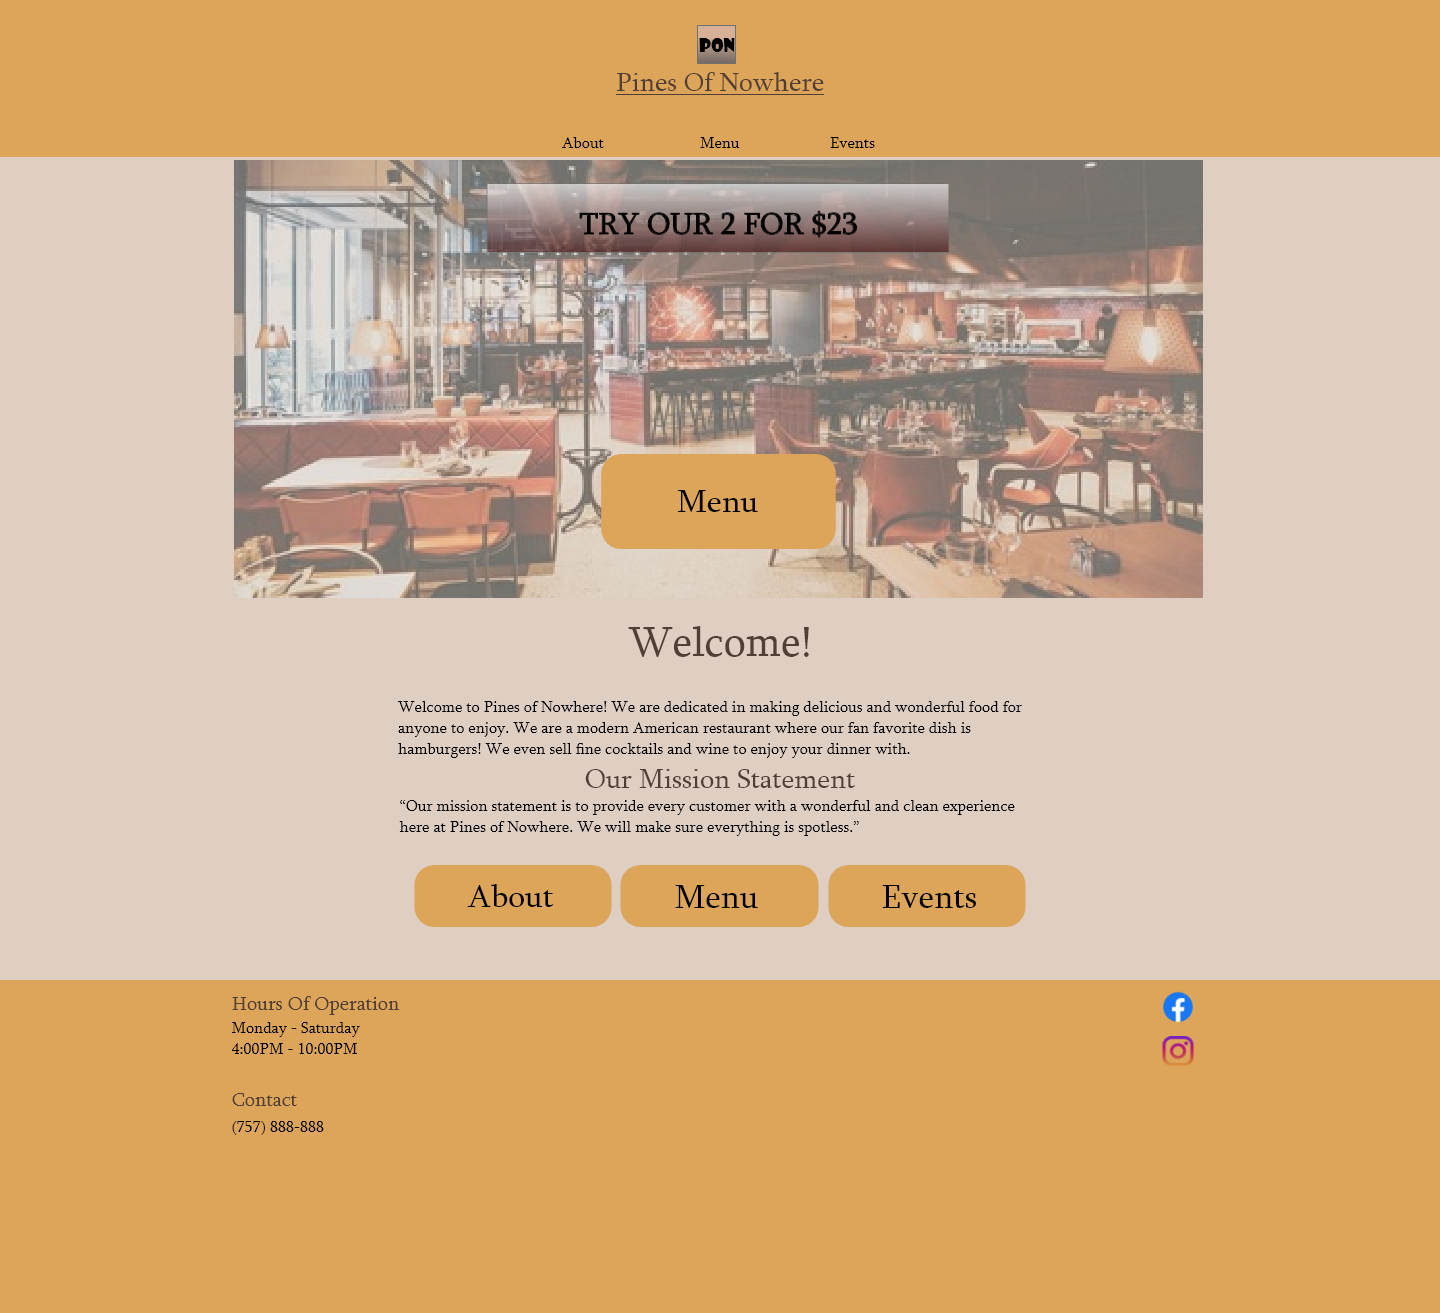 PON
Pines Of Nowhere
About Menu Events
TRY OUR 2 FOR $23
Menu
Welcome!
Welcome to Pines of Nowhere! We are dedicated in making delicious and wonderful food for
anyone to enjoy. We are a modern American restaurant where our fan favorite dish is
hamburgers! We even sell fine cocktails and wine to enjoy your dinner with.
Our Mission Statement
“Our mission statement is to provide every customer with a wonderful and clean experience
here at Pines of Nowhere. We will make sure everything is spotless.”
About Menu Events
Hours Of Operation
Monday - Saturday
4:00PM - 10:00PM
Contact
(757) 888-888